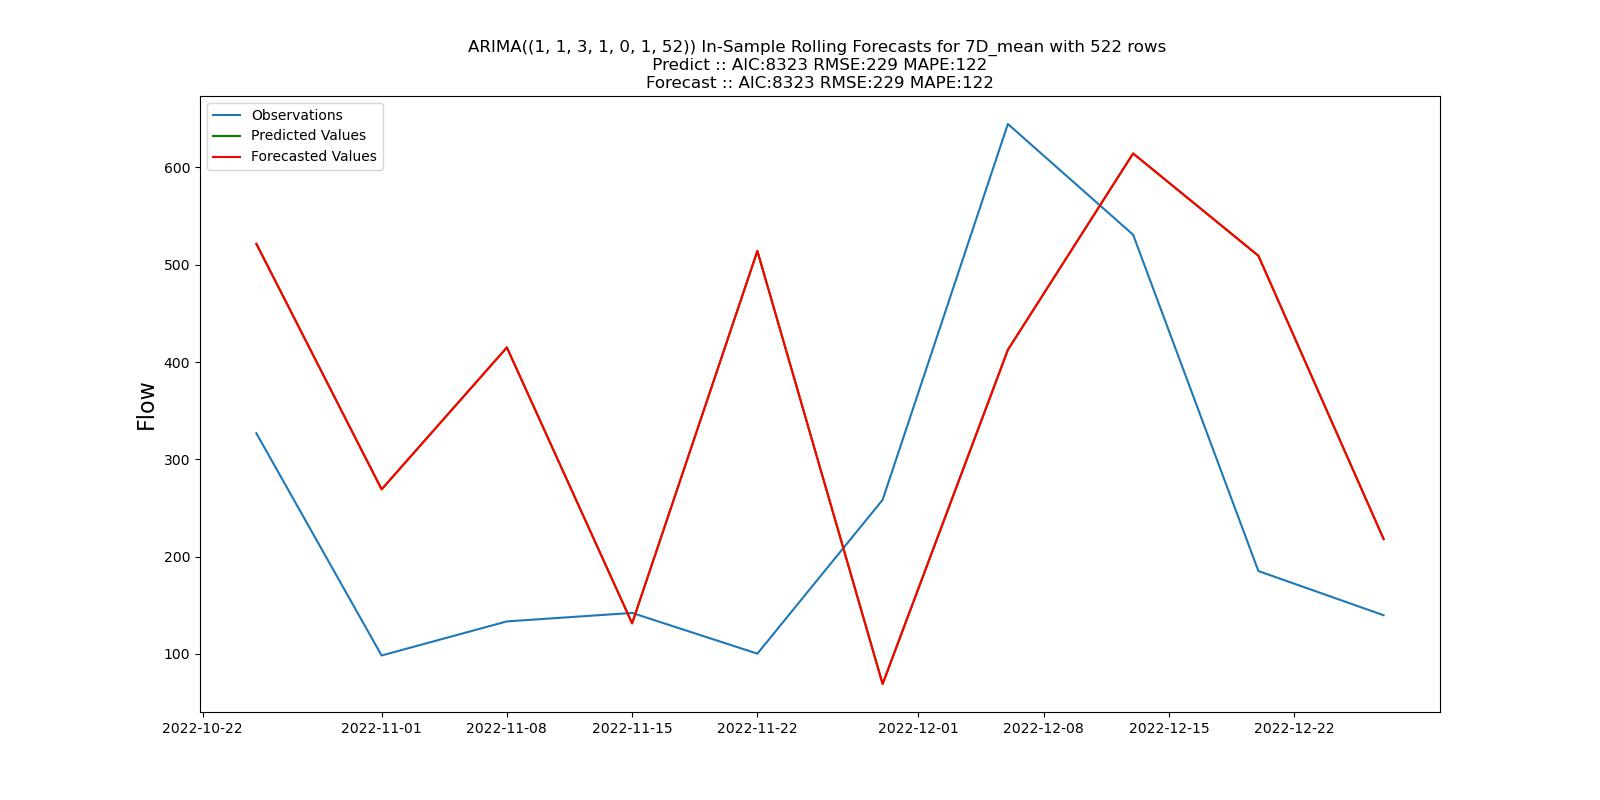 ARIMA((1, 1, 3, 1, 0, 1, 52)) In-Sample Rolling Forecasts for 7D_mean with 522 rows
Predict :: AIC:8323 RMSE:229 MAPE:122
Forecast :: AIC:8323 RMSE:229 MAPE:122
Observations
Predicted Values
Forecasted Values
600
500
400
300
200
100
Flow
2022-10-22 2022-11-01 2022-11-08 2022-11-15 2022-11-22 2022-12-01 2022-12-08 2022-12-15 2022-12-22